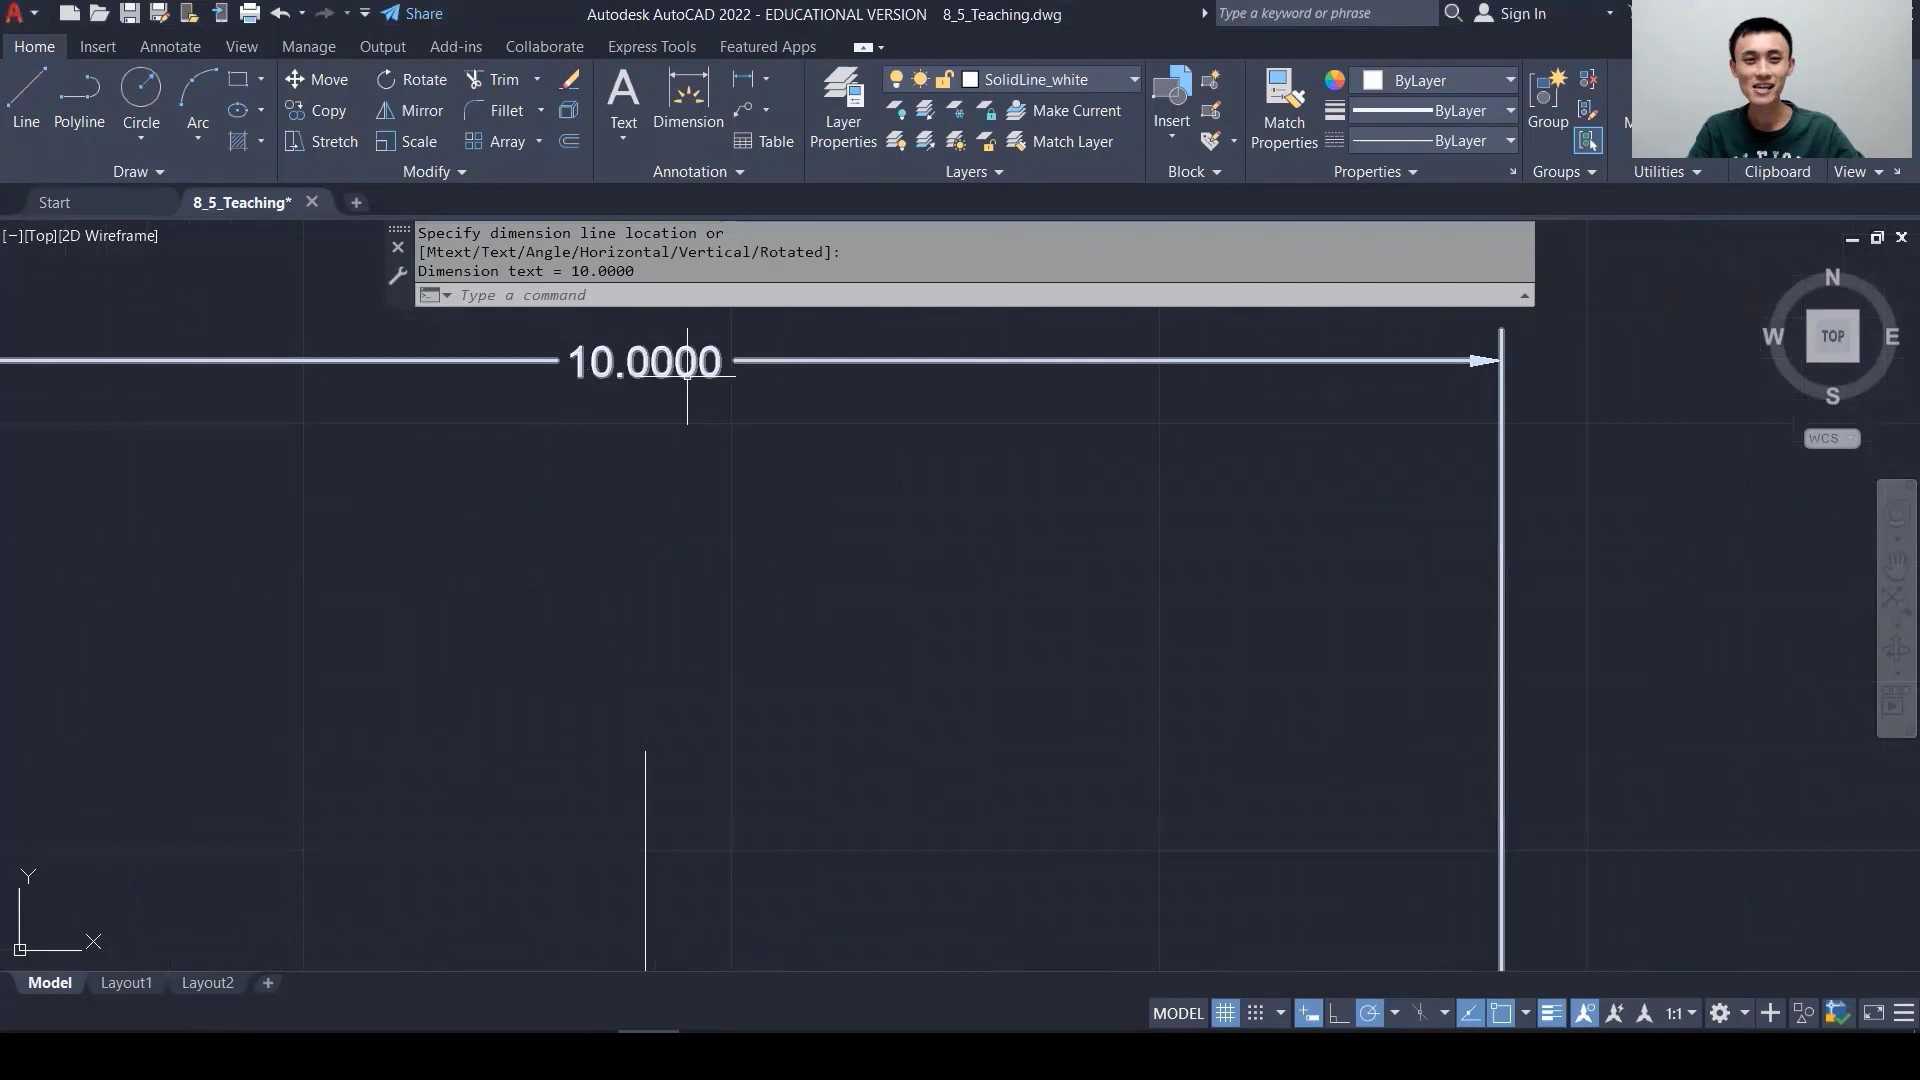 Share
Autodesk AutoCAD 2022 - EDUCATIONAL VERSION 8_5_Teaching.dwg
Type a keyword or phrase
Sign In
Home Insert Annotate View Manage Output Add-ins Collaborate Express Tools Featured Apps
Line Polyline Circle Arc
Move Rotate Trim
Copy Mirror Fillet
Stretch Scale Array
Text Dimension Table
Layer Properties
SolidLine_white
Make Current
Match Layer
Insert
Match Properties
ByLayer
ByLayer
ByLayer
Group
Draw Modify Annotation Layers Block Properties Groups Utilities Clipboard View
Start 8_5_Teaching*
[−][Top][2D Wireframe]
Specify dimension line location or
[Mtext/Text/Angle/Horizontal/Vertical/Rotated]:
Dimension text = 10.0000
Type a command
10.0000
N
W TOP E
S
WCS
Y
X
Model Layout1 Layout2
MODEL 1:1